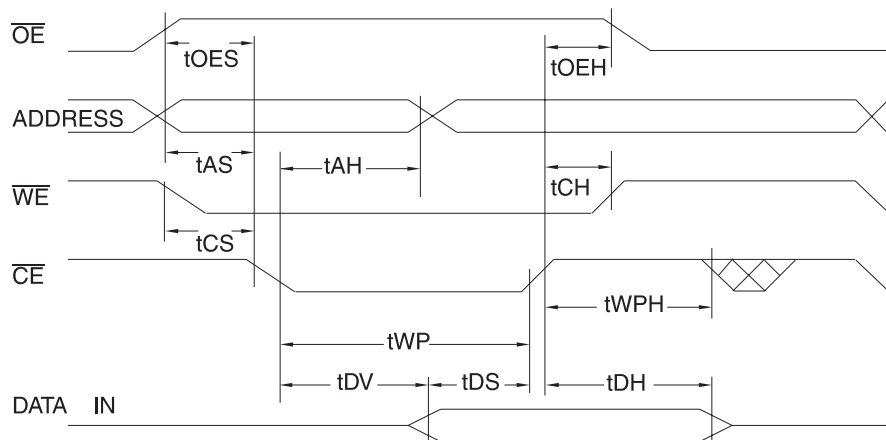 OE
tOES
tOEH
ADDRESS
tAS
tAH
tCH
WE
tCS
CE
tWPH
tWP
tDV
tDS
tDH
DATA IN